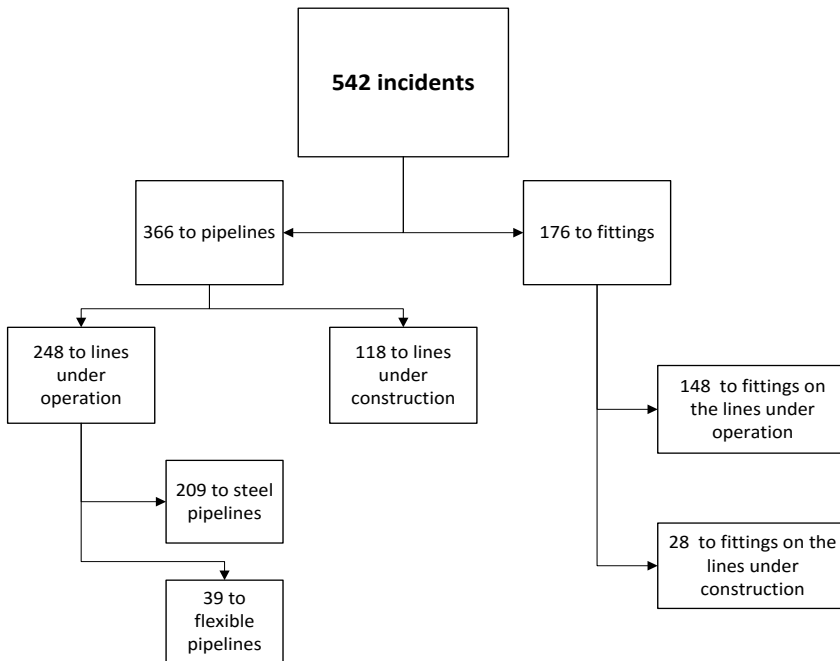 542 incidents
366 to pipelines
176 to fittings
248 to lines
under
operation
118 to lines
under
construction
148 to fittings on
the lines under
operation
209 to steel
pipelines
28 to fittings on the
lines under
construction
39 to
flexible
pipelines